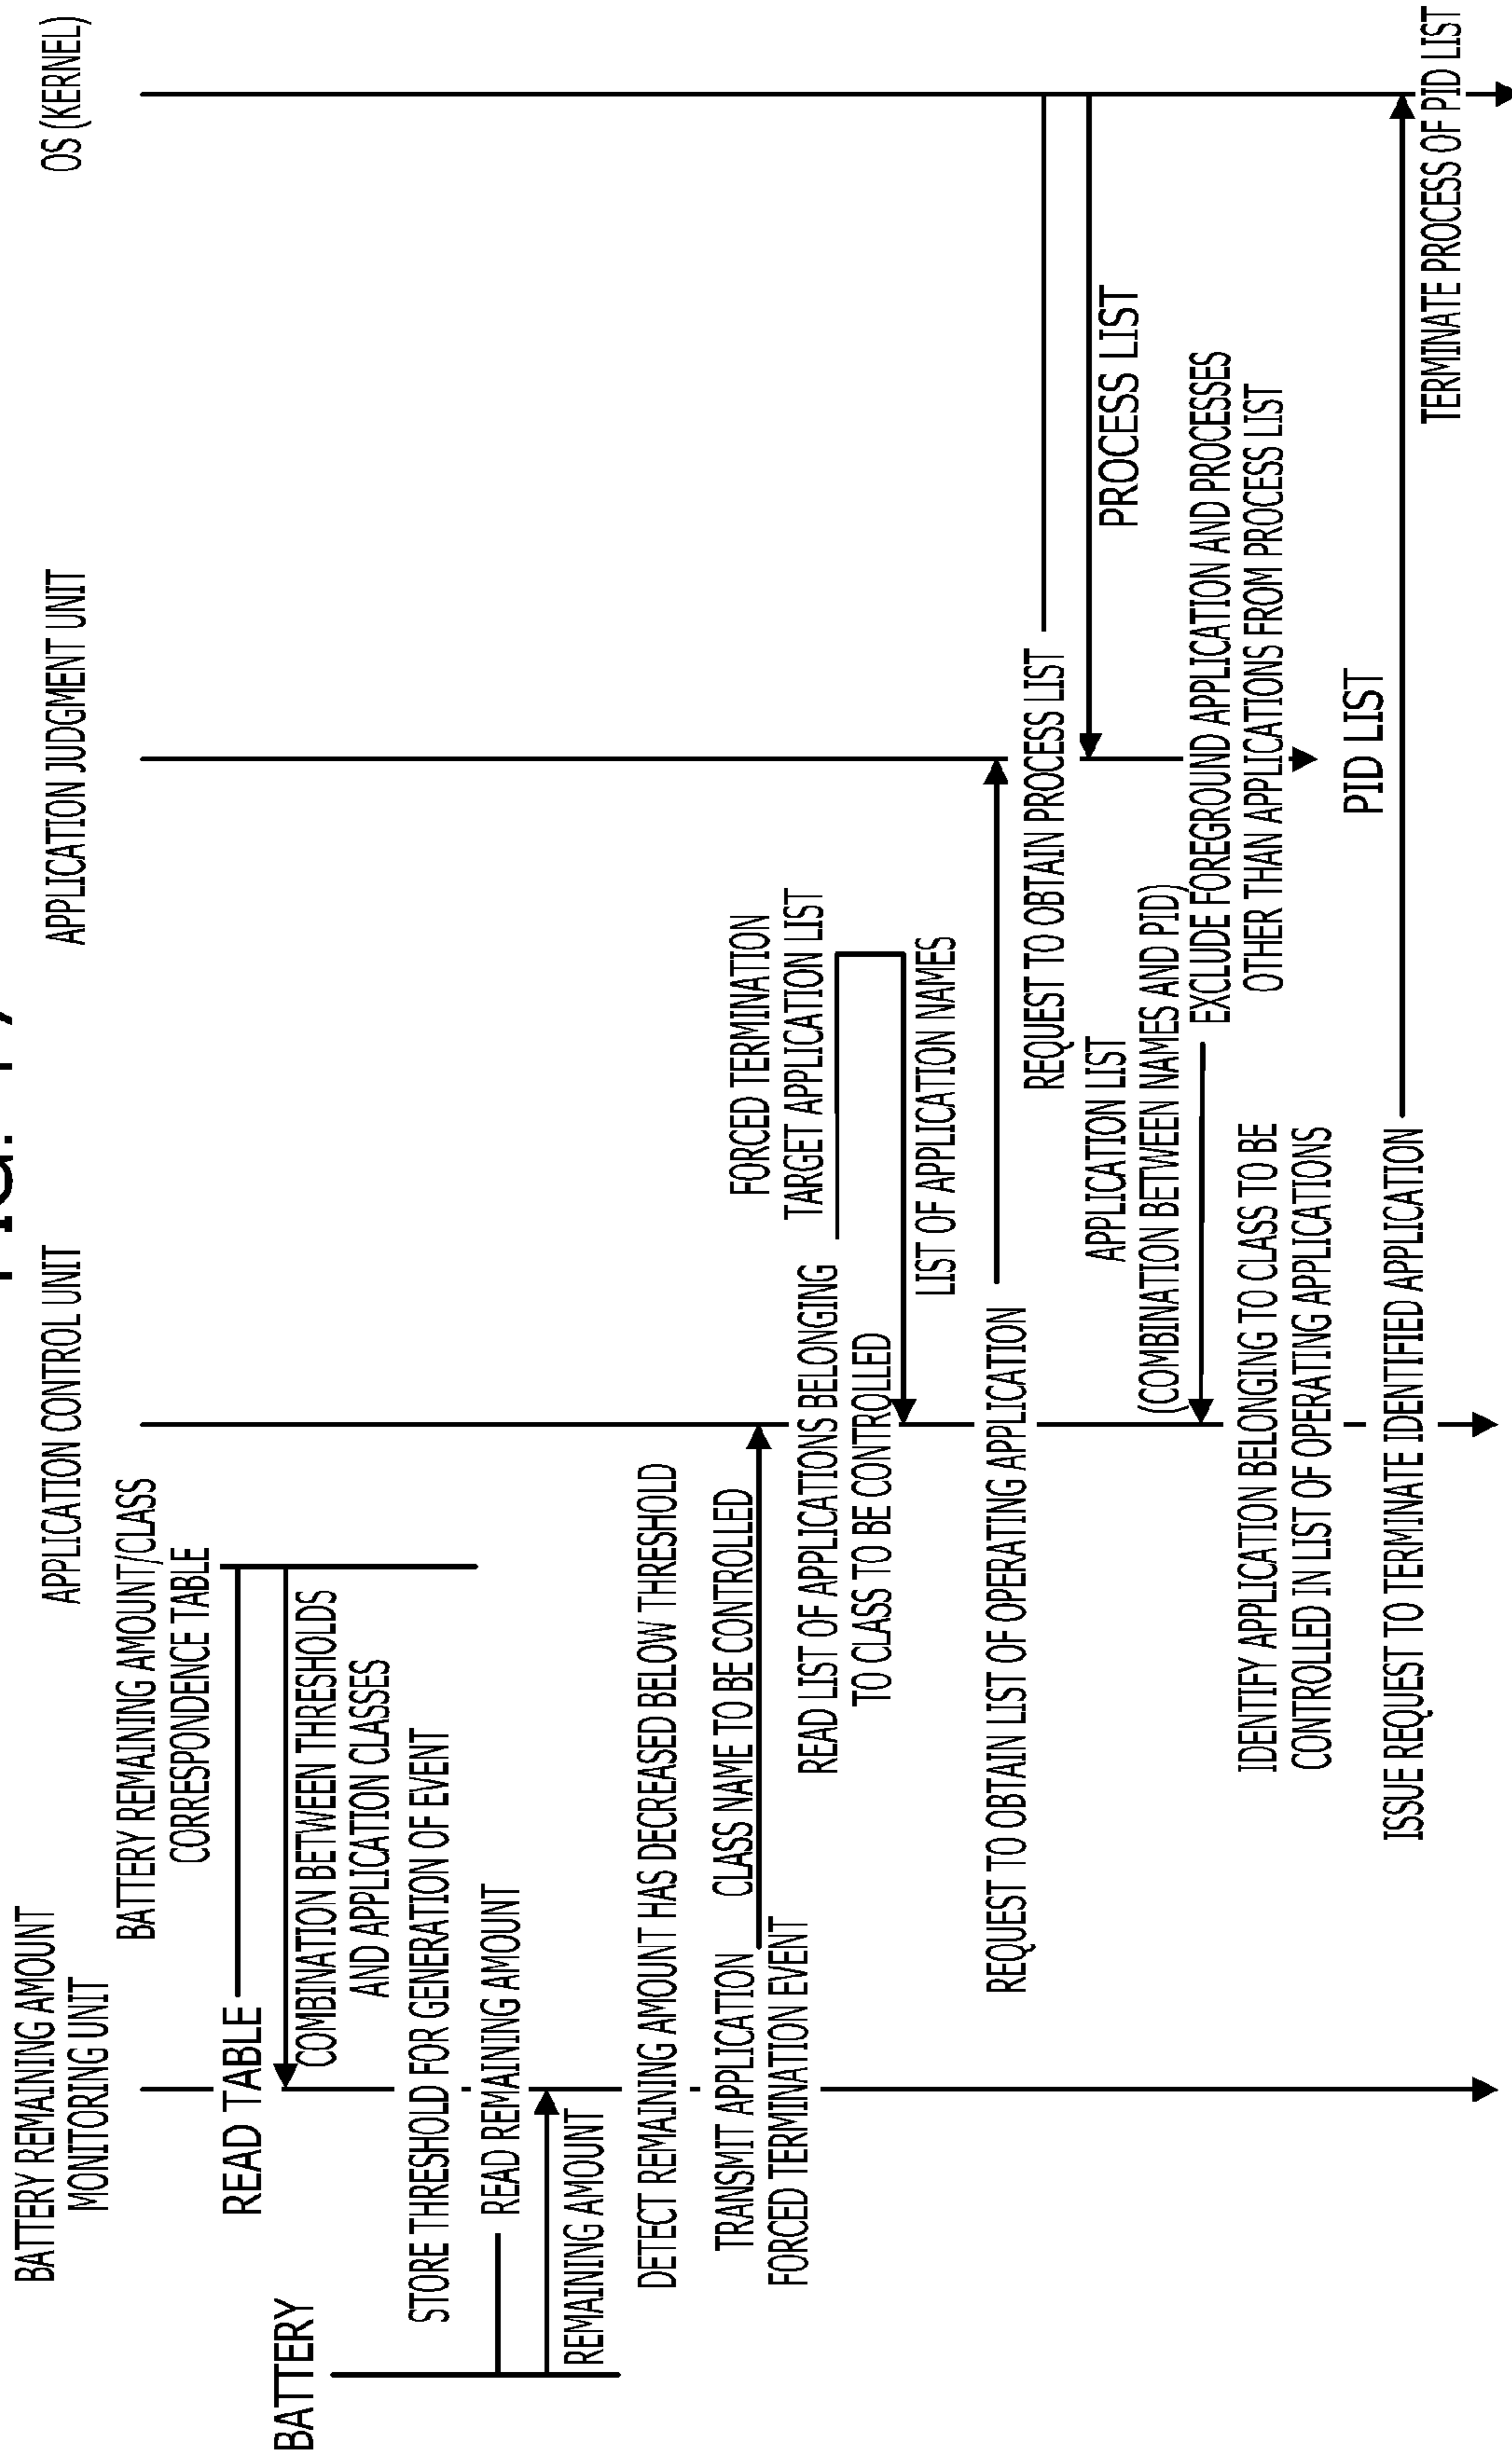 BATTERY
BATTERY REMAINING AMOUNT
MONITORING UNIT
BATTERY REMAINING AMOUNT/CLASS
CORRESPONDENCE TABLE
APPLICATION CONTROL UNIT
APPLICATION JUDGMENT UNIT
OS (KERNEL)
READ TABLE
COMBINATION BETWEEN THRESHOLDS
AND APPLICATION CLASSES
STORE THRESHOLD FOR GENERATION OF EVENT
READ REMAINING AMOUNT
REMAINING AMOUNT
DETECT REMAINING AMOUNT HAS DECREASED BELOW THRESHOLD
TRANSMIT APPLICATION
FORCED TERMINATION EVENT
CLASS NAME TO BE CONTROLLED
FORCED TERMINATION
TARGET APPLICATION LIST
READ LIST OF APPLICATIONS BELONGING
TO CLASS TO BE CONTROLLED
LIST OF APPLICATION NAMES
REQUEST TO OBTAIN LIST OF OPERATING APPLICATION
REQUEST TO OBTAIN PROCESS LIST
PROCESS LIST
APPLICATION LIST
(COMBINATION BETWEEN NAMES AND PID)
EXCLUDE FOREGROUND APPLICATION AND PROCESSES
OTHER THAN APPLICATIONS FROM PROCESS LIST
IDENTIFY APPLICATION BELONGING TO CLASS TO BE
CONTROLLED IN LIST OF OPERATING APPLICATIONS
PID LIST
ISSUE REQUEST TO TERMINATE IDENTIFIED APPLICATION
TERMINATE PROCESS OF PID LIST